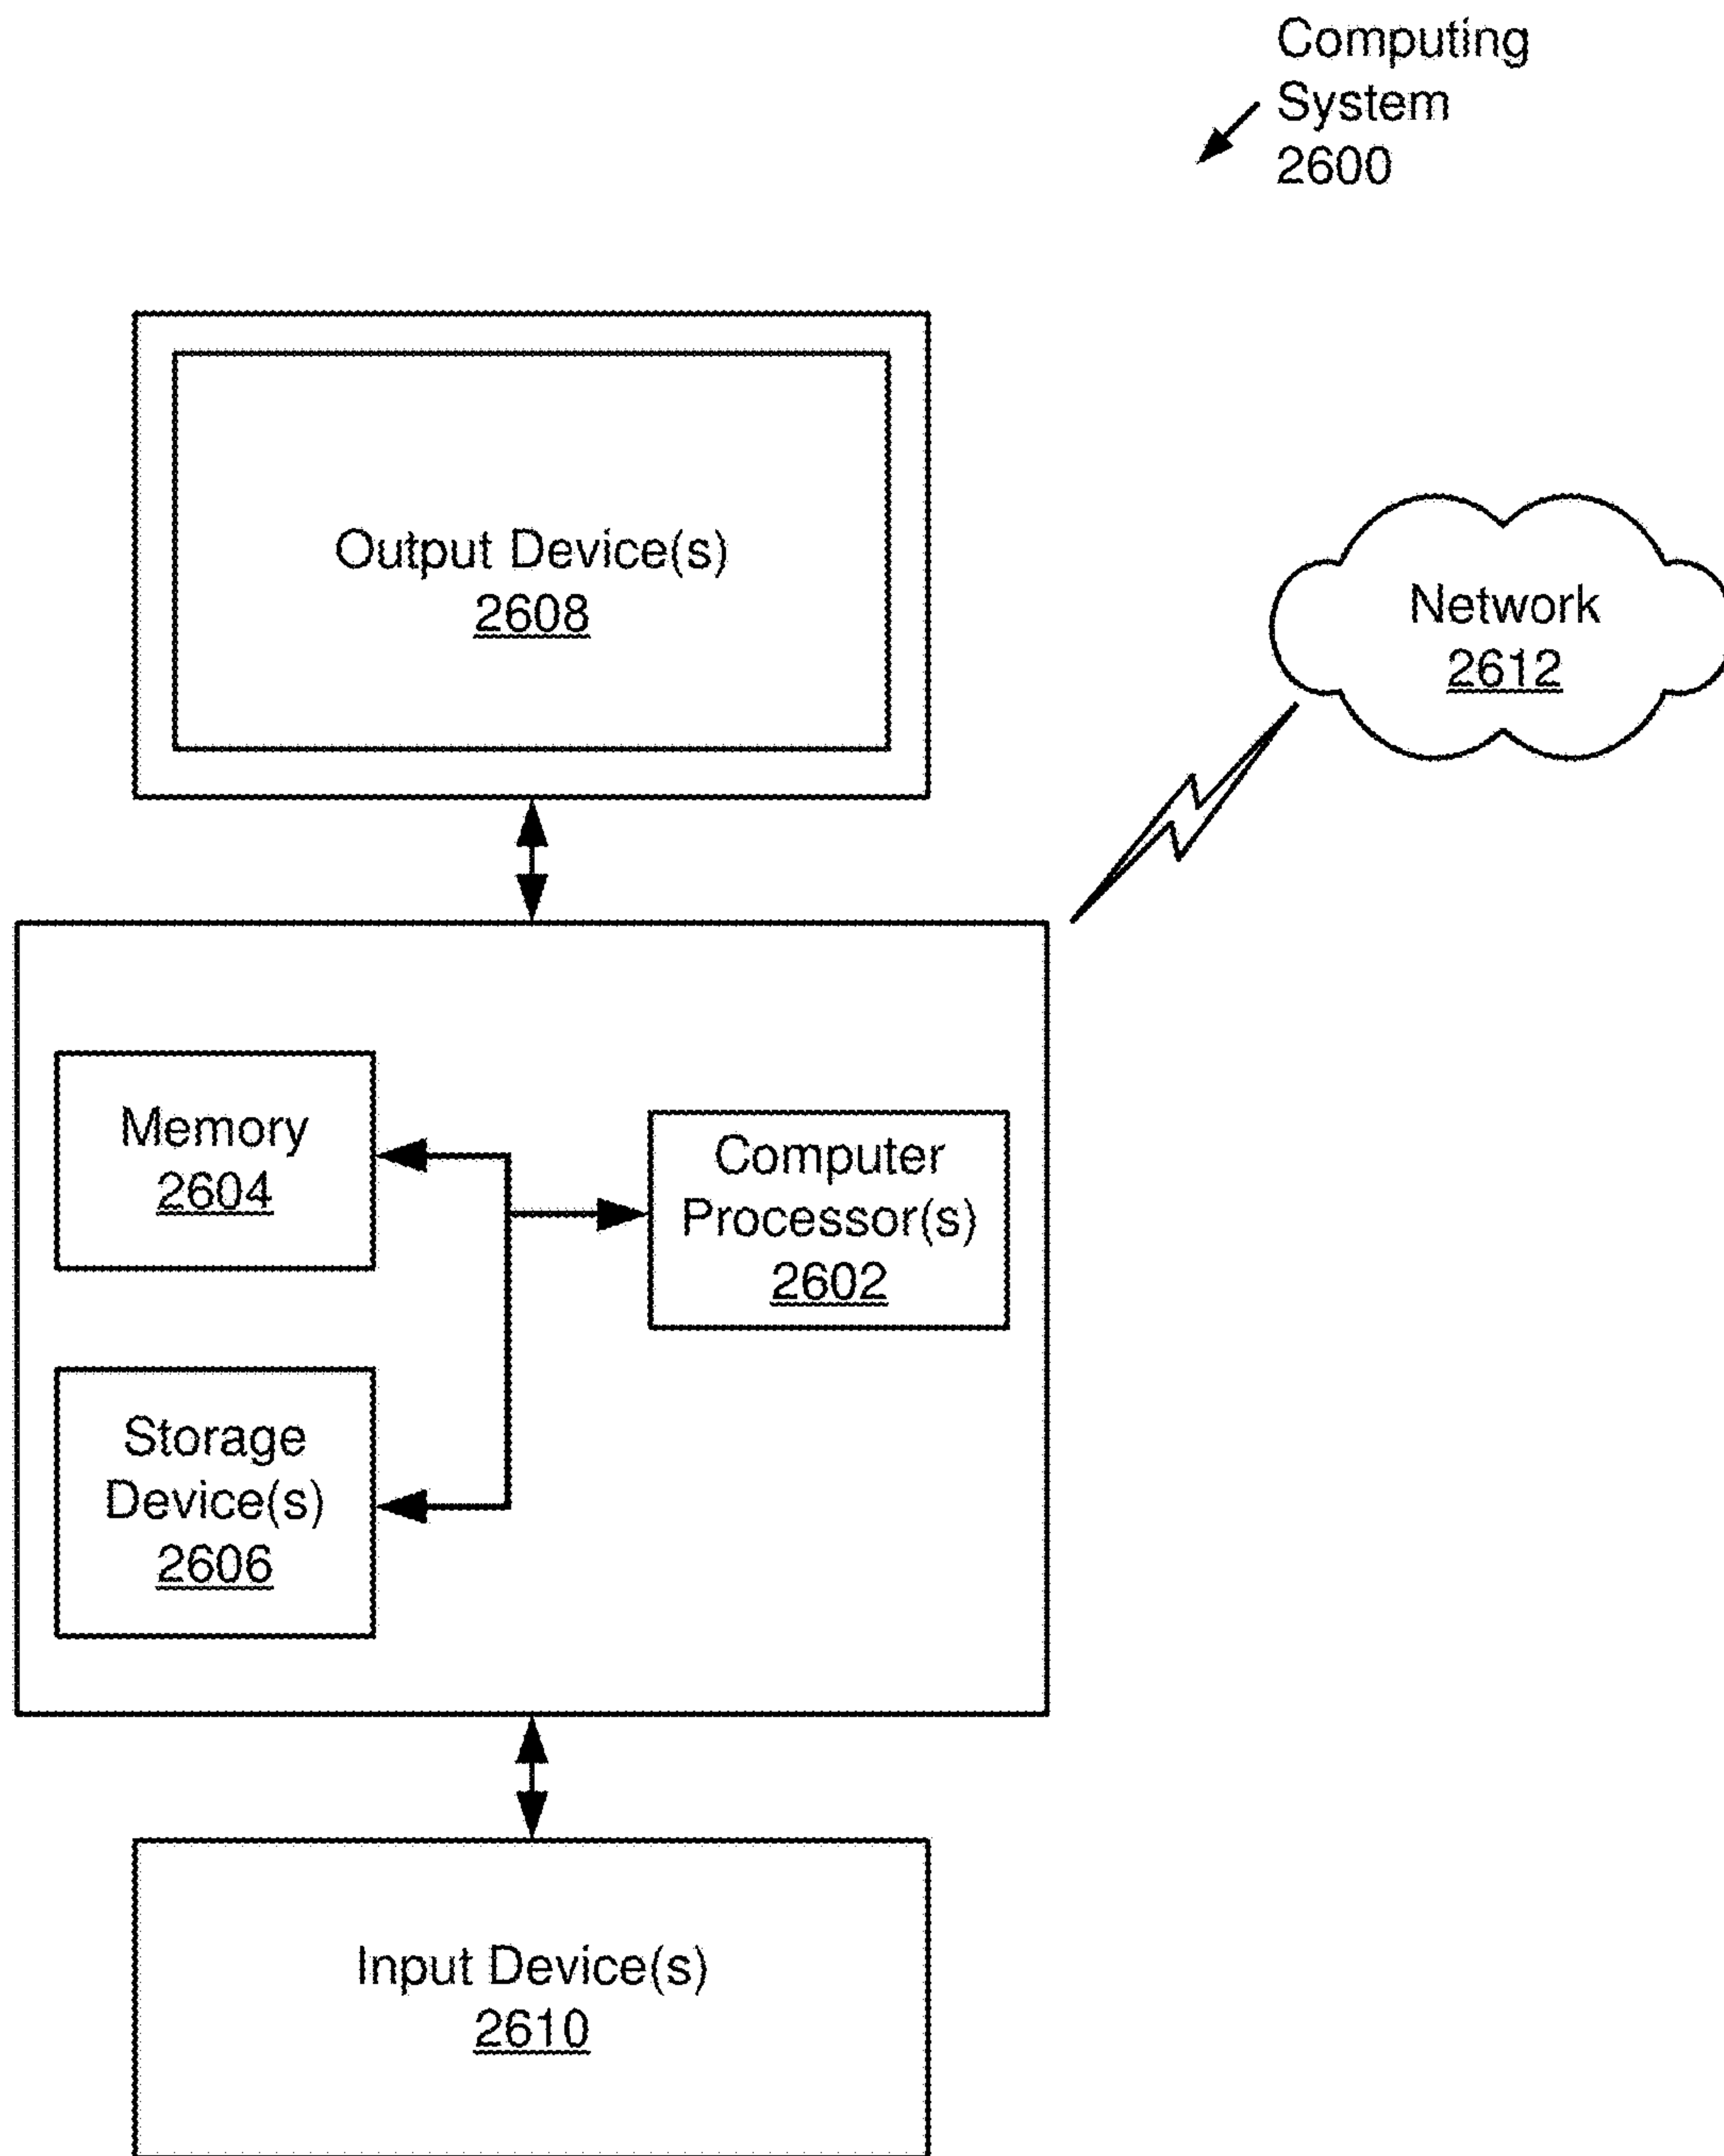 Computing
System
2600
Output Device(s)
2608
Network
2612
Memory
2604
Computer
Processor(s)
2602
Storage
Device(s)
2606
Input Device(s)
2610